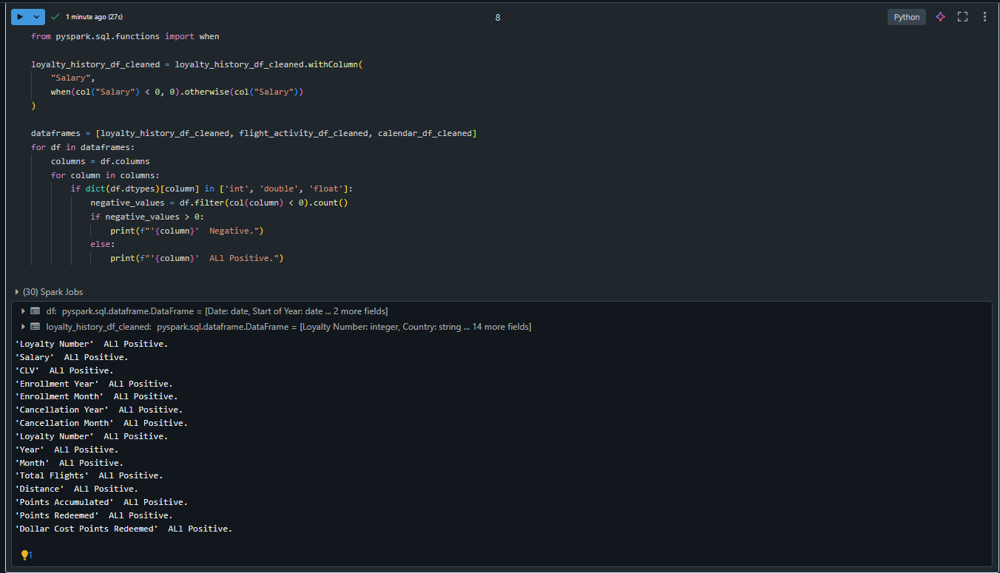 1 minute ago (27s)
8
Python
from pyspark.sql.functions import when
loyalty_history_df_cleaned = loyalty_history_df_cleaned.withColumn(
"Salary",
when(col("Salary") < 0, 0).otherwise(col("Salary"))
)
dataframes = [loyalty_history_df_cleaned, flight_activity_df_cleaned, calendar_df_cleaned]
for df in dataframes:
columns = df.columns
for column in columns:
if dict(df.dtypes)[column] in ['int', 'double', 'float']:
negative_values = df.filter(col(column) < 0).count()
if negative_values > 0:
print(f"'{column}'  Negative.")
else:
print(f"'{column}'  ALl Positive.")
(30) Spark Jobs
df: pyspark.sql.dataframe.DataFrame = [Date: date, Start of Year: date ... 2 more fields]
loyalty_history_df_cleaned: pyspark.sql.dataframe.DataFrame = [Loyalty Number: integer, Country: string ... 14 more fields]
'Loyalty Number'  ALl Positive.
'Salary'  ALl Positive.
'CLV'  ALl Positive.
'Enrollment Year'  ALl Positive.
'Enrollment Month'  ALl Positive.
'Cancellation Year'  ALl Positive.
'Cancellation Month'  ALl Positive.
'Loyalty Number'  ALl Positive.
'Year'  ALl Positive.
'Month'  ALl Positive.
'Total Flights'  ALl Positive.
'Distance'  ALl Positive.
'Points Accumulated'  ALl Positive.
'Points Redeemed'  ALl Positive.
'Dollar Cost Points Redeemed'  ALl Positive.
1